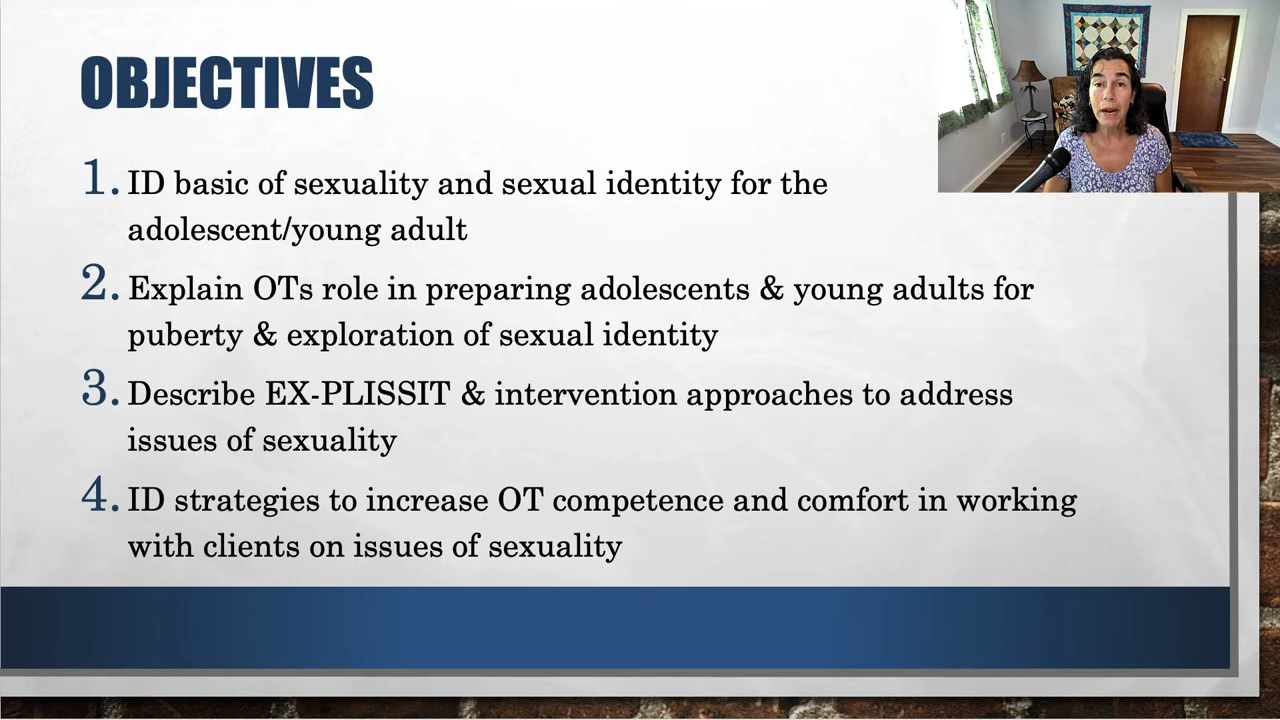 OBJECTIVES
1. ID basic of sexuality and sexual identity for the
adolescent/young adult
2. Explain OTs role in preparing adolescents & young adults for
puberty & exploration of sexual identity
3. Describe EX-PLISSIT & intervention approaches to address
issues of sexuality
4. ID strategies to increase OT competence and comfort in working
with clients on issues of sexuality